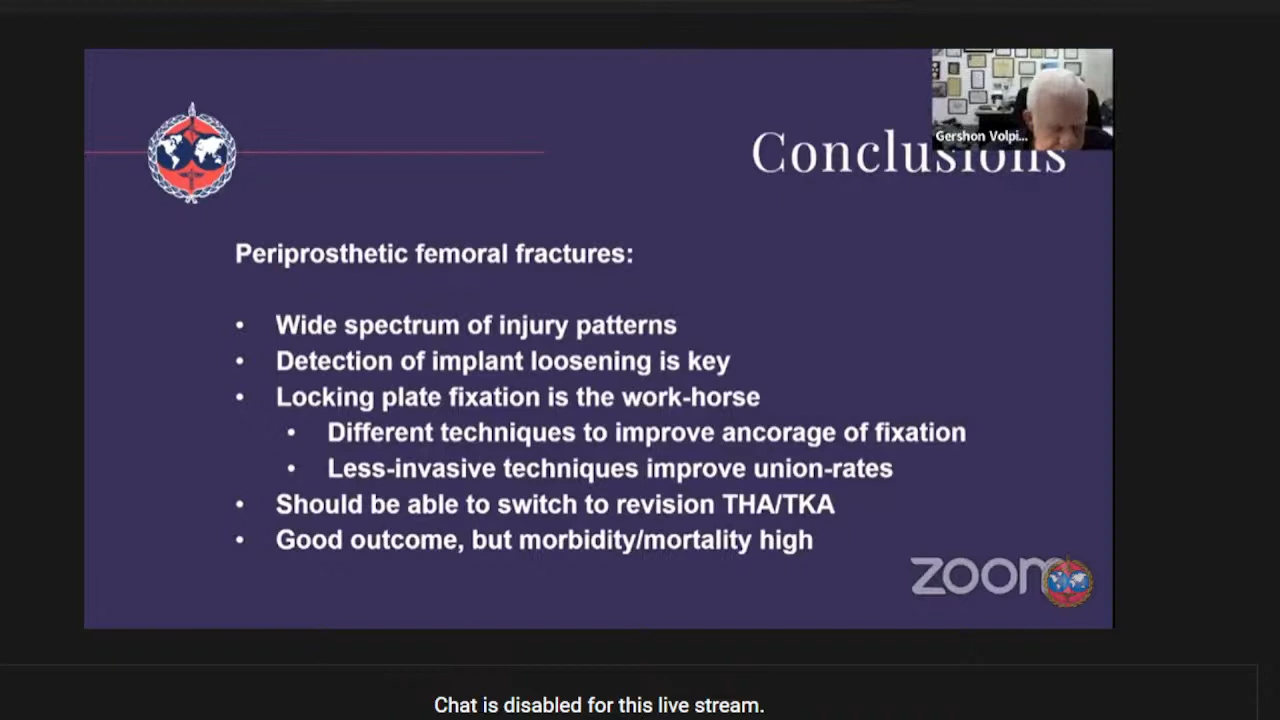 Gershon Volpi...
Conclusions
Periprosthetic femoral fractures:
• Wide spectrum of injury patterns
• Detection of implant loosening is key
• Locking plate fixation is the work-horse
• Different techniques to improve ancorage of fixation
• Less-invasive techniques improve union-rates
• Should be able to switch to revision THA/TKA
• Good outcome, but morbidity/mortality high
zoom
Chat is disabled for this live stream.